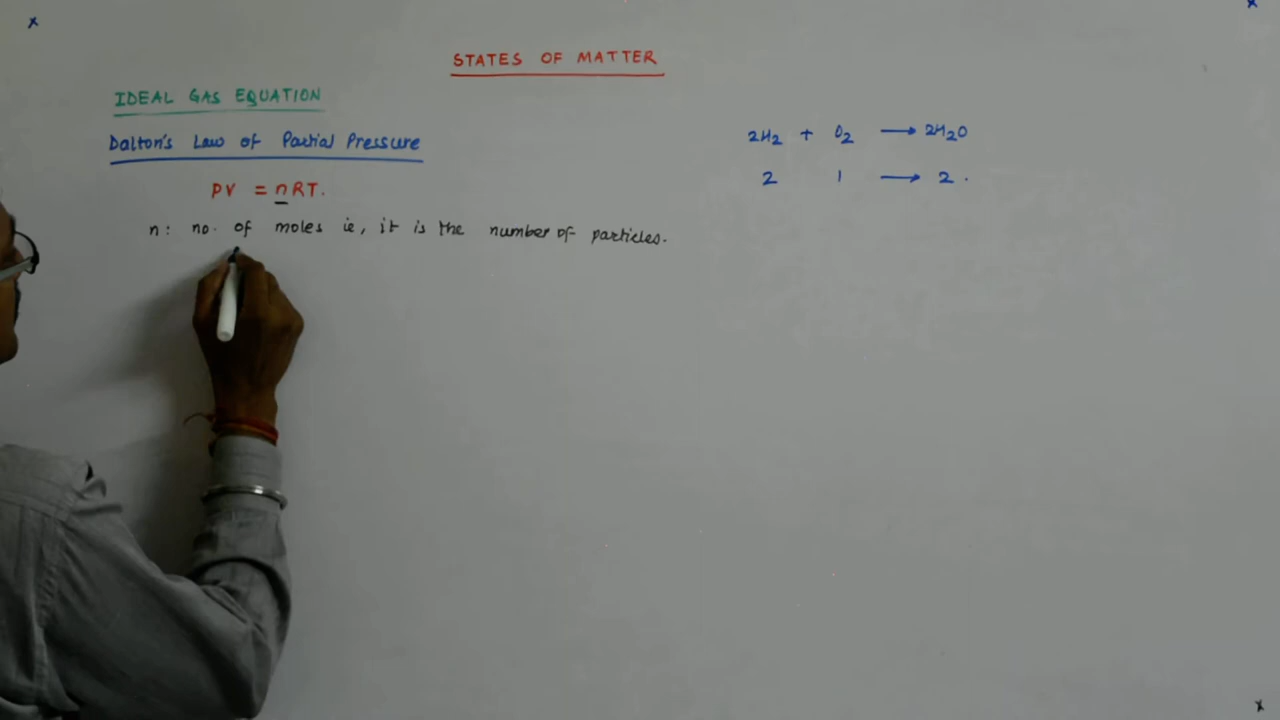 STATES OF MATTER
IDEAL GAS EQUATION
Dalton's Law of Partial Pressure
PV = nRT.
n: no. of moles ie, it is the number of particles.
2H₂ + O₂ → 2H₂O
2 1 → 2.